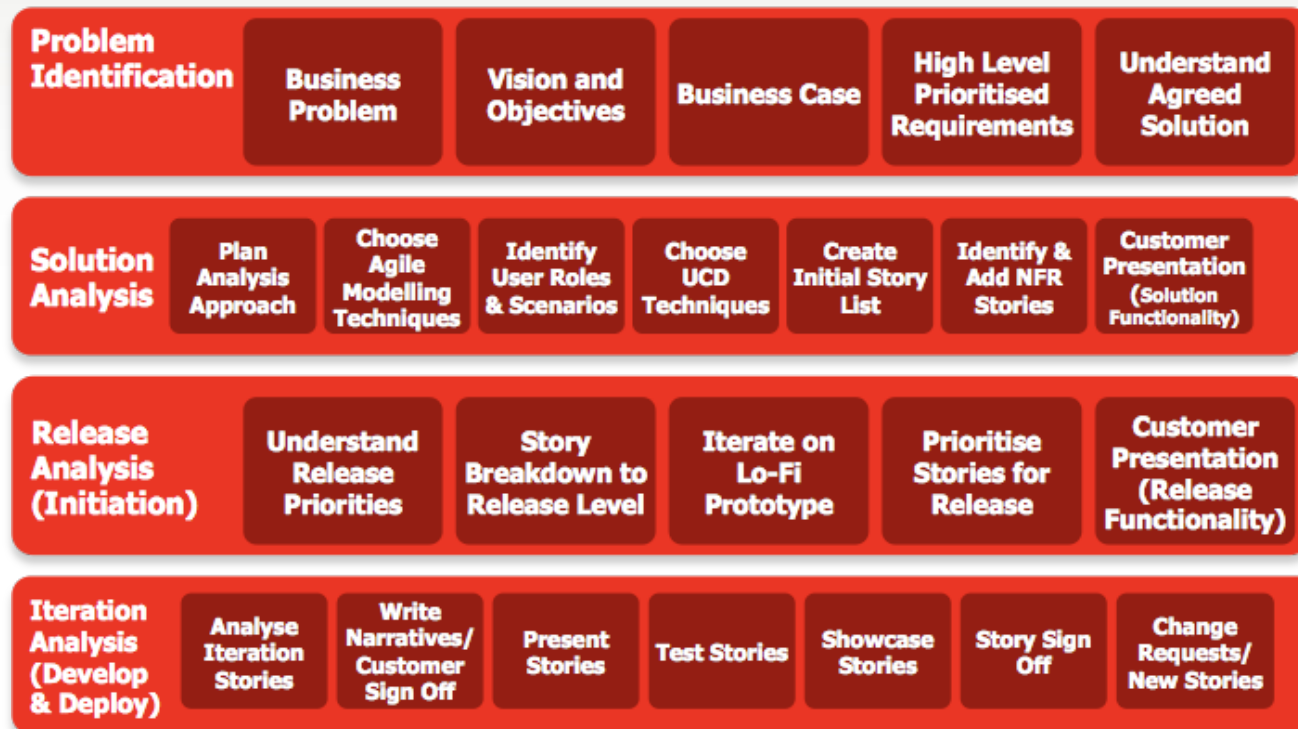 Problem
Identification
Business
Problem
Vision and
Objectives
Business Case
High Level
Prioritised
Requirements
Understand
Agreed
Solution
Solution
Analysis
Plan
Analysis
Approach
Choose
Agile
Modelling
Techniques
Identify
User Roles
& Scenarios
Choose
UCD
Techniques
Create
Initial Story
List
Identify &
Add NFR
Stories
Customer
Presentation
(Solution
Functionality)
Release
Analysis
(Initiation)
Understand
Release
Priorities
Story
Breakdown to
Release Level
Iterate on
Lo-Fi
Prototype
Prioritise
Stories for
Release
Customer
Presentation
(Release
Functionality)
Iteration
Analysis
(Develop
& Deploy)
Analyse
Iteration
Stories
Write
Narratives/
Customer
Sign Off
Present
Stories
Test Stories
Showcase
Stories
Story Sign
Off
Change
Requests/
New Stories